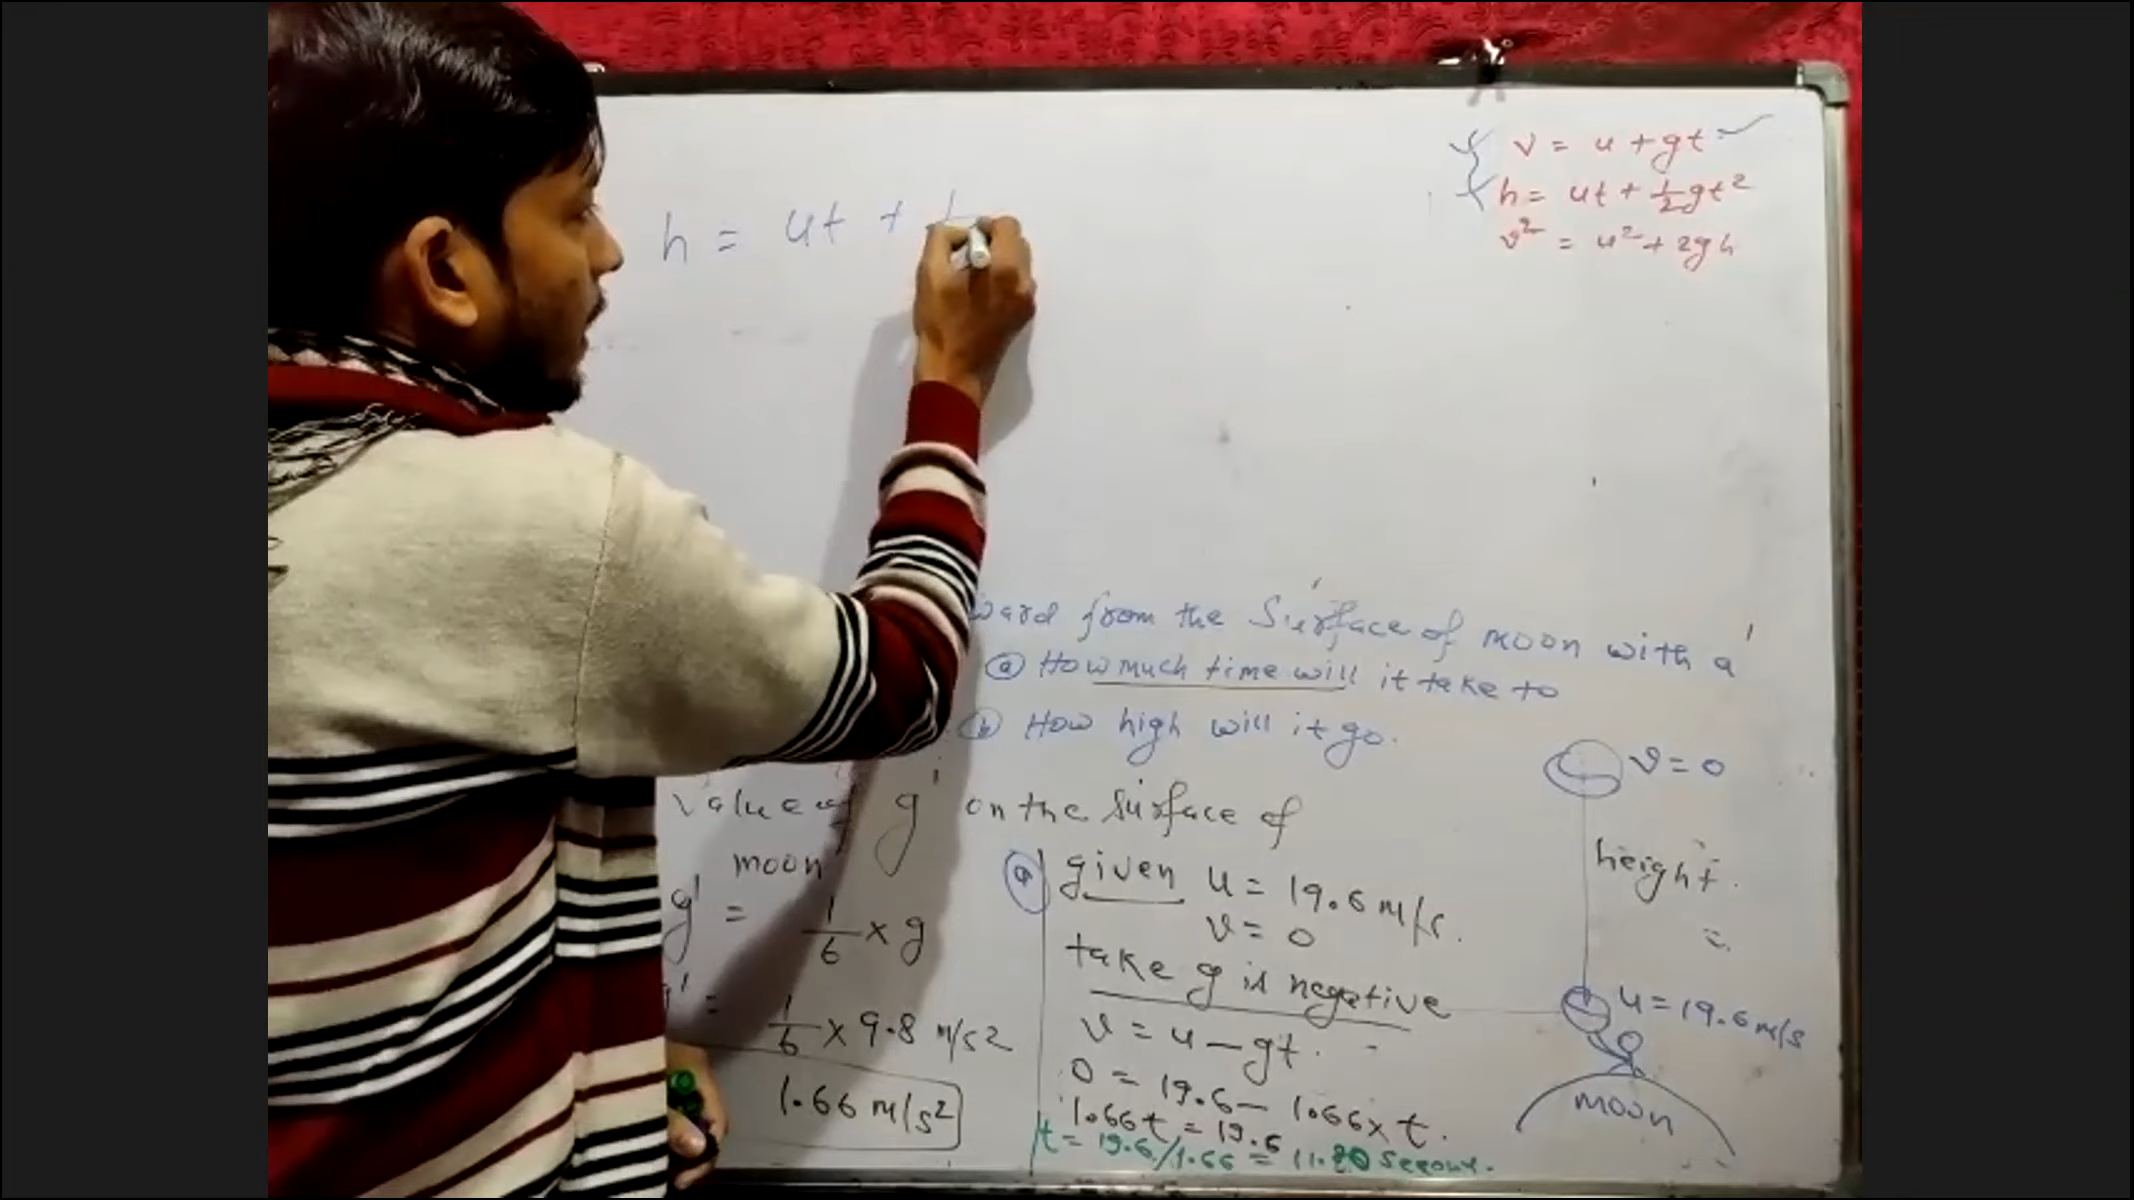 v = u + gt
h = ut + 1/2 gt²
v² = u² + 2gh
h = ut + 1
ward from the Surface of moon with a
(a) How much time will it take to
(b) How high will it go.
value of g' on the surface of
moon
g' = 1/6 × g
g' = 1/6 × 9.8 m/s²
1.66 m/s²
(a) given u = 19.6 m/s.
v = 0
take g is negative
v = u - gt.
0 = 19.6 - 1.66 × t.
1.66t = 19.6
t = 19.6/1.66 = 11.80 Second.
v = 0
height.
=
u = 19.6 m/s
moon